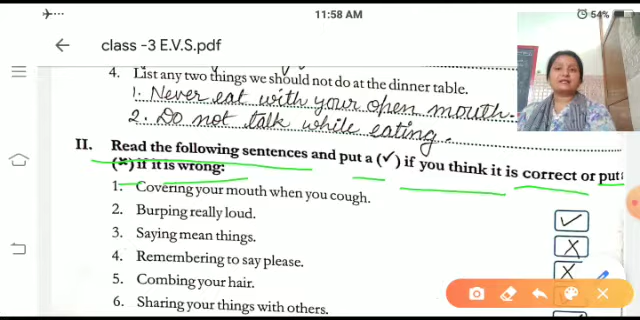 11:58 AM
54%
class -3 E.V.S.pdf
4. List any two things we should not do at the dinner table.
1. Never eat with your open mouth.
2. Do not talk while eating.
II. Read the following sentences and put a (✓) if you think it is correct or put
(✗) if it is wrong:
1. Covering your mouth when you cough.
2. Burping really loud.
3. Saying mean things.
4. Remembering to say please.
5. Combing your hair.
6. Sharing your things with others.